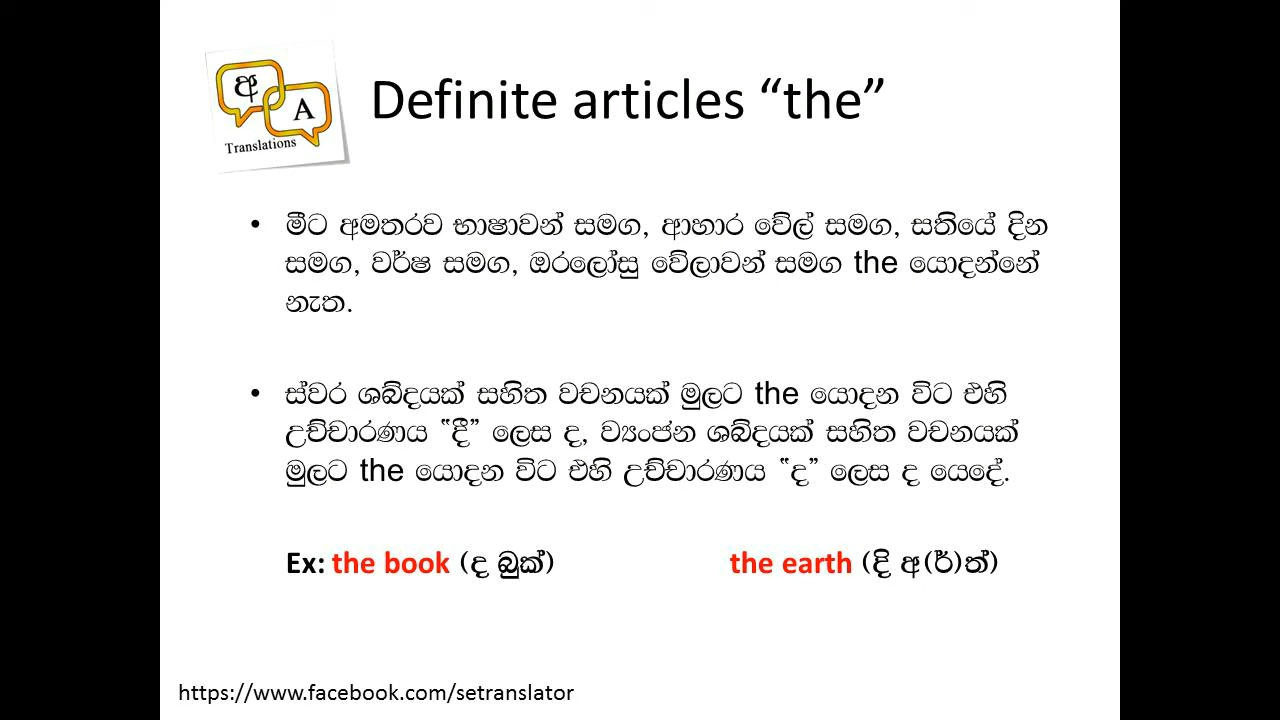 අ
A
Translations
Definite articles “the”
• මීට අමතරව භාෂාවන් සමග, ආහාර වේල් සමග, සතියේ දින
සමග, වර්ෂ සමග, ඔරලෝසු වේලාවන් සමග the යොදන්නේ
නැත.
• ස්වර ශබ්දයක් සහිත වචනයක් මුලට the යොදන විට එහි
උච්චාරණය “දී” ලෙස ද, ව්‍යංජන ශබ්දයක් සහිත වචනයක්
මුලට the යොදන විට එහි උච්චාරණය “ද” ලෙස ද යෙදේ.
Ex: the book (ද බුක්) the earth (දි අ(ර්)ත්)
https://www.facebook.com/setranslator